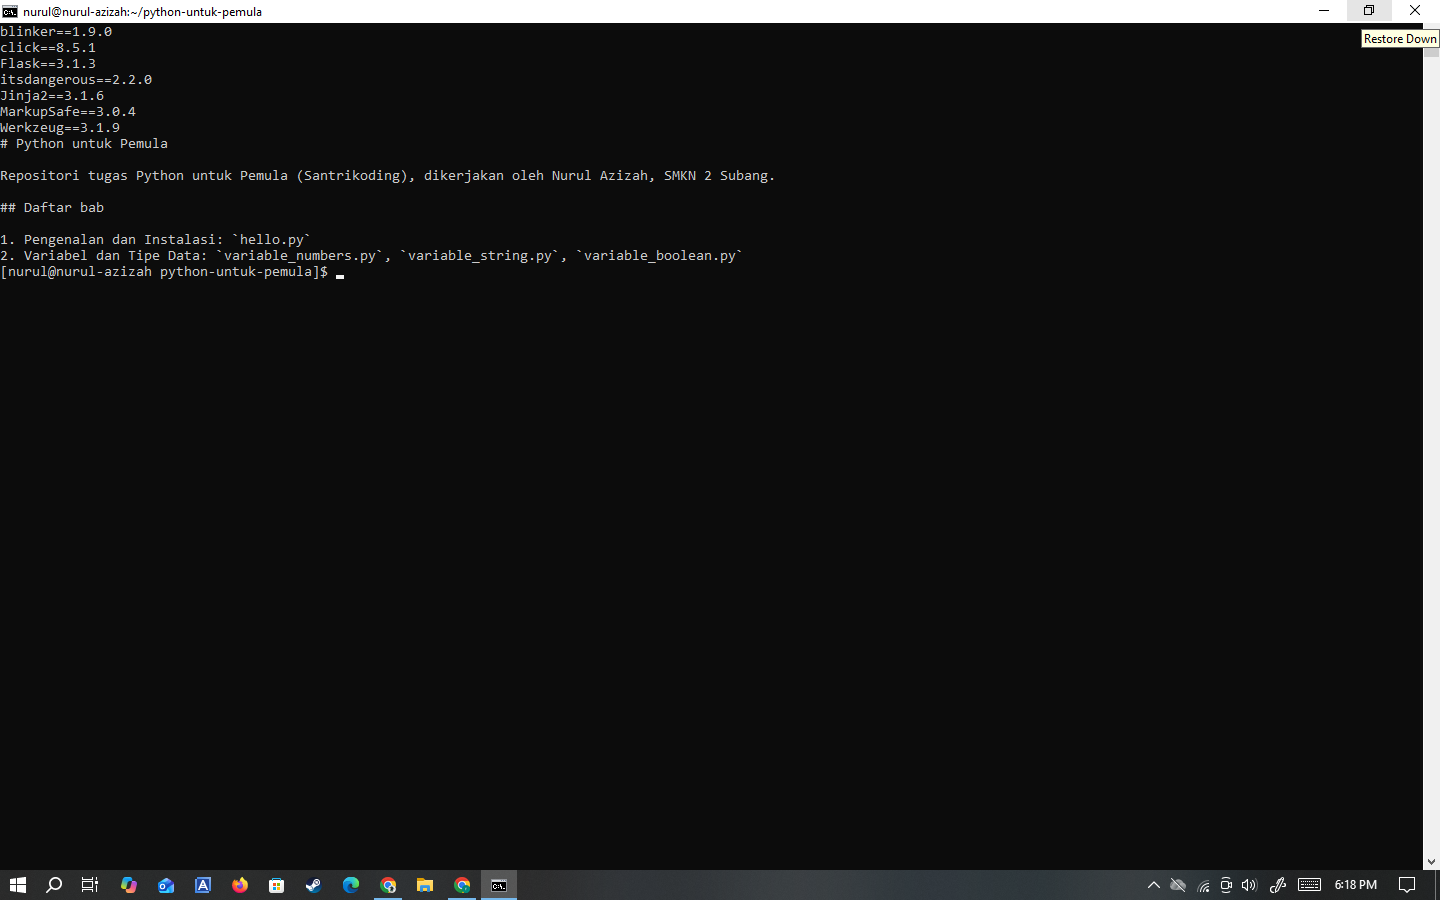 nurul@nurul-azizah:~/python-untuk-pemula
Restore Down
blinker==1.9.0
click==8.5.1
Flask==3.1.3
itsdangerous==2.2.0
Jinja2==3.1.6
MarkupSafe==3.0.4
Werkzeug==3.1.9
# Python untuk Pemula
Repositori tugas Python untuk Pemula (Santrikoding), dikerjakan oleh Nurul Azizah, SMKN 2 Subang.
## Daftar bab
1. Pengenalan dan Instalasi: `hello.py`
2. Variabel dan Tipe Data: `variable_numbers.py`, `variable_string.py`, `variable_boolean.py`
[nurul@nurul-azizah python-untuk-pemula]$
6:18 PM